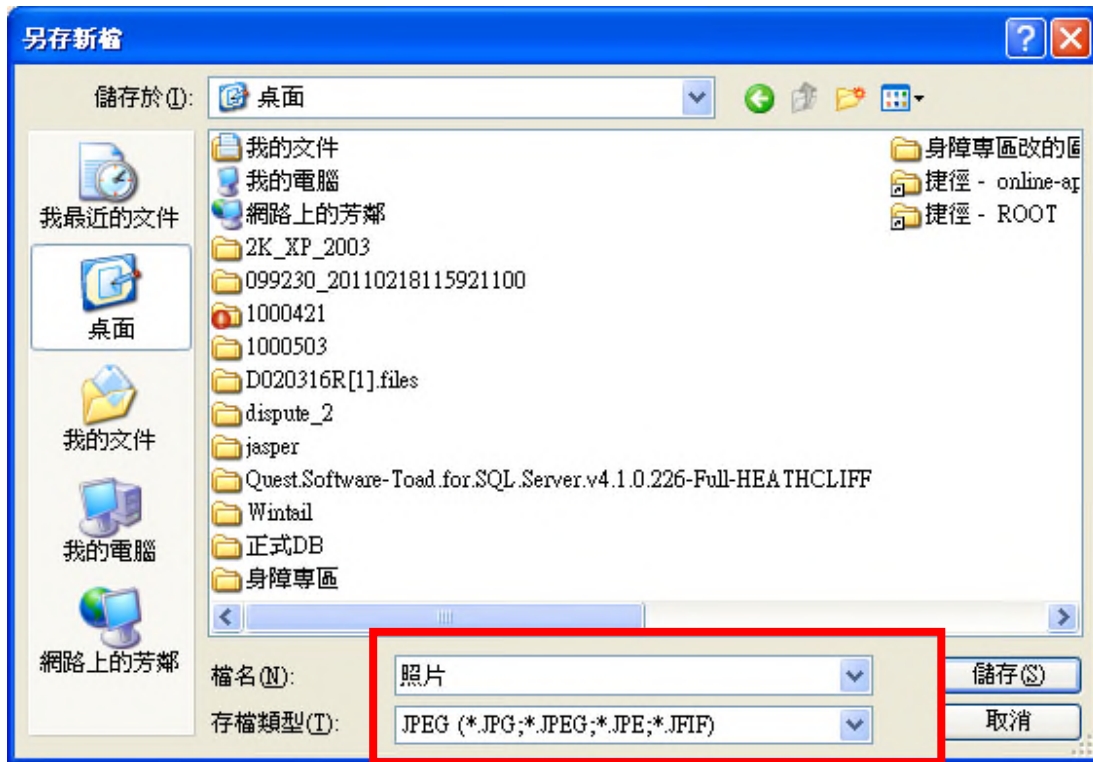 另存新檔
儲存於(I):
桌面
我最近的文件
桌面
我的文件
我的電腦
網路上的芳鄰
我的文件
我的電腦
網路上的芳鄰
2K_XP_2003
099230_20110218115921100
1000421
1000503
D020316R[1].files
dispute_2
jasper
Quest.Software-Toad.for.SQL.Server.v4.1.0.226-Full-HEATHCLIFF
Wintail
正式DB
身障專區
身障專區改的
捷徑 - online-ap
捷徑 - ROOT
檔名(N):
照片
儲存(S)
存檔類型(T):
JPEG (*.JPG;*.JPEG;*.JPE;*.JFIF)
取消